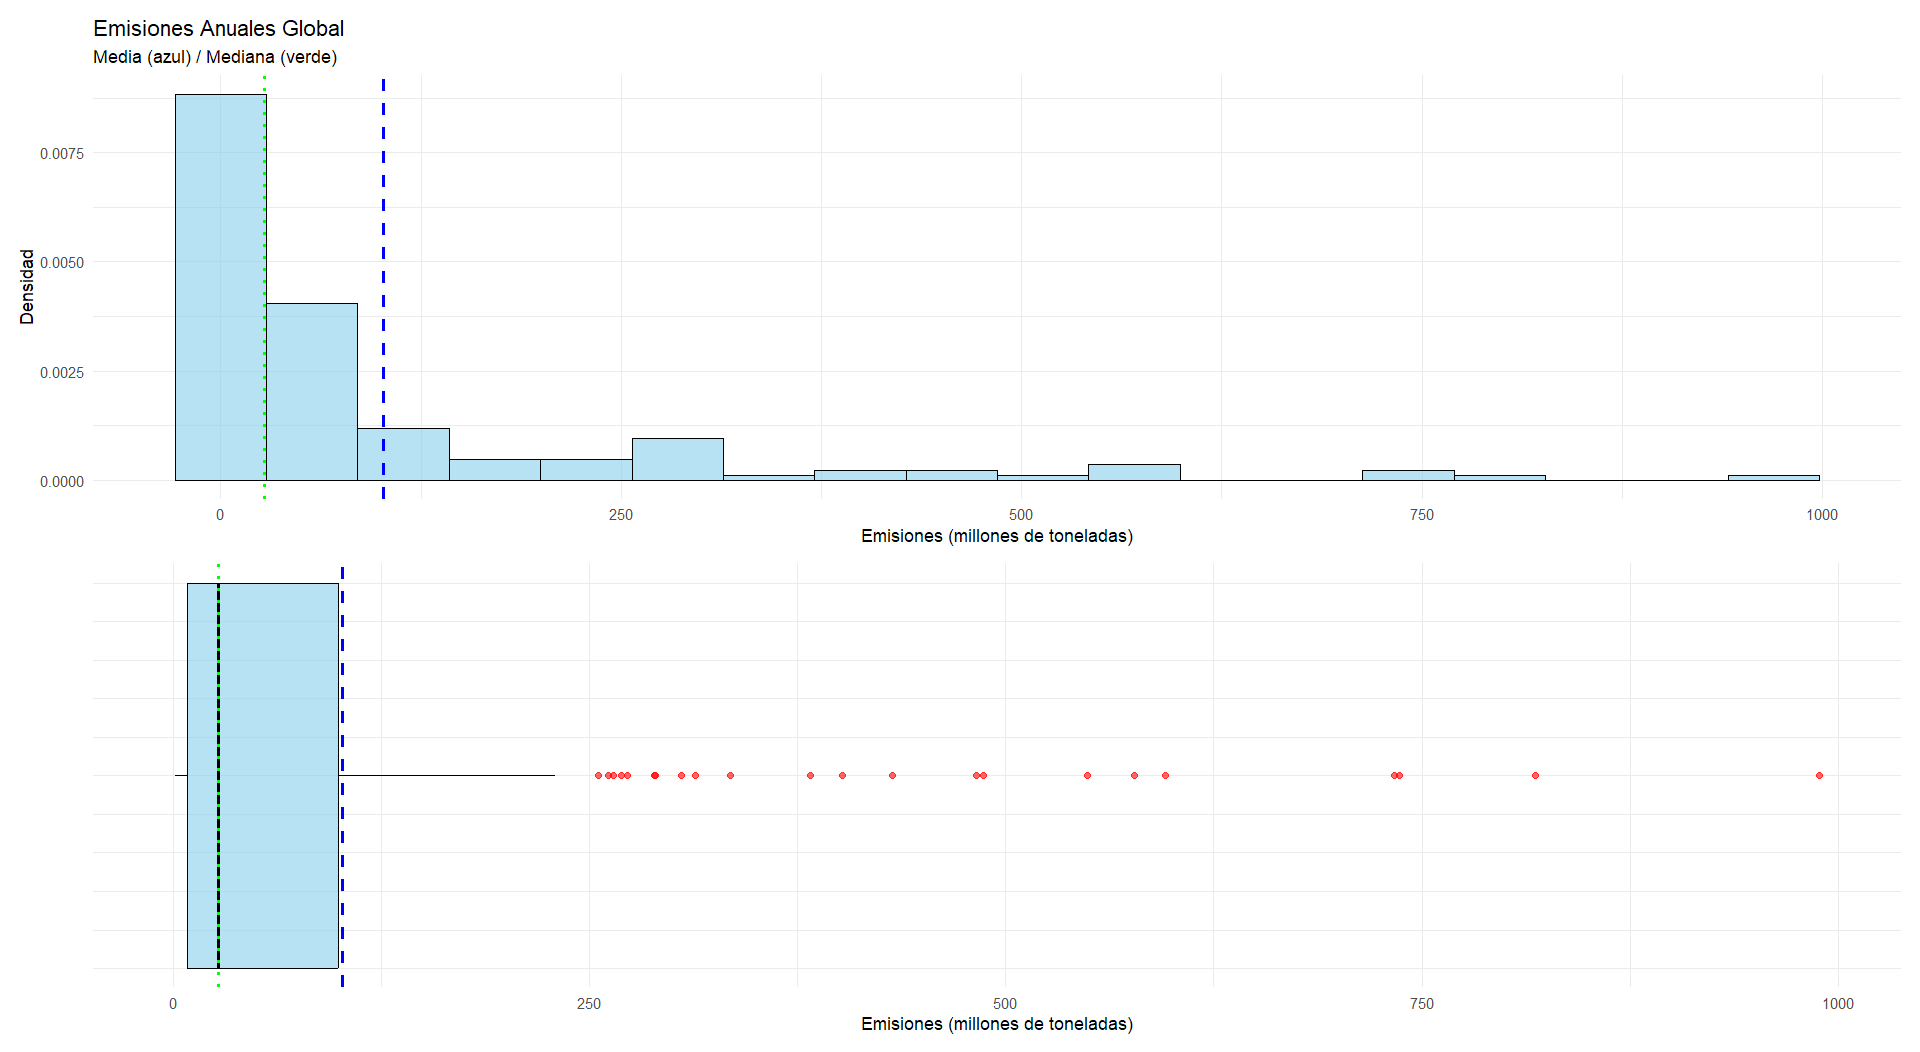 Emisiones Anuales Global
Media (azul) / Mediana (verde)
Densidad
0.0075
0.0050
0.0025
0.0000
0 250 500 750 1000
Emisiones (millones de toneladas)
0 250 500 750 1000
Emisiones (millones de toneladas)